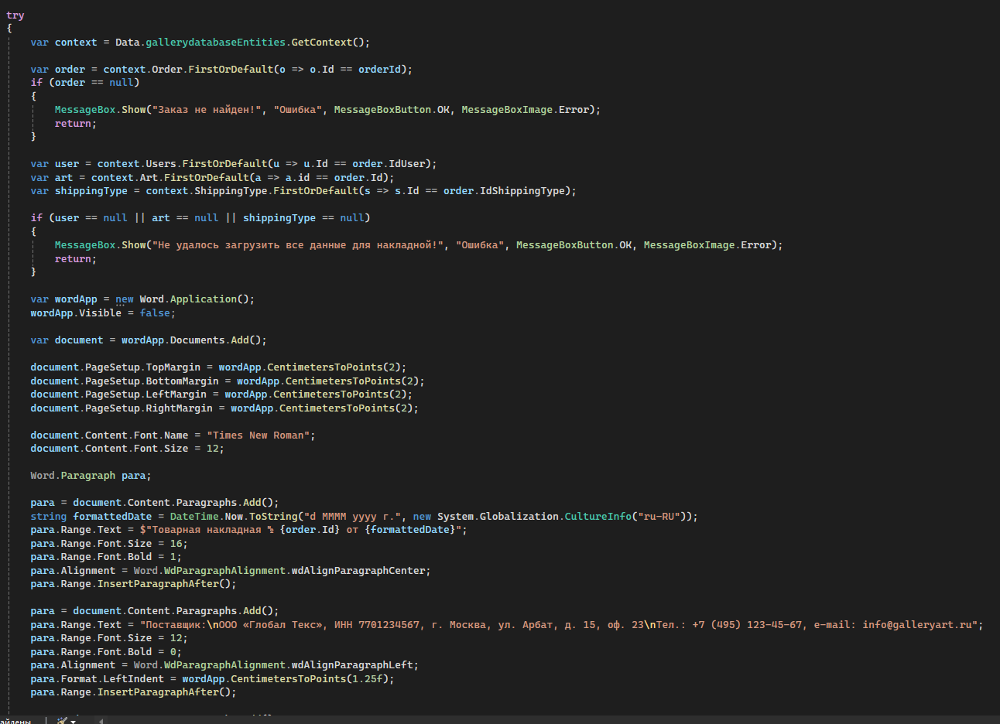 try
{
var context = Data.gallerydatabaseEntities.GetContext();
var order = context.Order.FirstOrDefault(o => o.Id == orderId);
if (order == null)
{
MessageBox.Show("Заказ не найден!", "Ошибка", MessageBoxButton.OK, MessageBoxImage.Error);
return;
}
var user = context.Users.FirstOrDefault(u => u.Id == order.IdUser);
var art = context.Art.FirstOrDefault(a => a.id == order.Id);
var shippingType = context.ShippingType.FirstOrDefault(s => s.Id == order.IdShippingType);
if (user == null || art == null || shippingType == null)
{
MessageBox.Show("Не удалось загрузить все данные для накладной!", "Ошибка", MessageBoxButton.OK, MessageBoxImage.Error);
return;
}
var wordApp = new Word.Application();
wordApp.Visible = false;
var document = wordApp.Documents.Add();
document.PageSetup.TopMargin = wordApp.CentimetersToPoints(2);
document.PageSetup.BottomMargin = wordApp.CentimetersToPoints(2);
document.PageSetup.LeftMargin = wordApp.CentimetersToPoints(2);
document.PageSetup.RightMargin = wordApp.CentimetersToPoints(2);
document.Content.Font.Name = "Times New Roman";
document.Content.Font.Size = 12;
Word.Paragraph para;
para = document.Content.Paragraphs.Add();
string formattedDate = DateTime.Now.ToString("d MMMM yyyy г.", new System.Globalization.CultureInfo("ru-RU"));
para.Range.Text = $"Товарная накладная № {order.Id} от {formattedDate}";
para.Range.Font.Size = 16;
para.Range.Font.Bold = 1;
para.Alignment = Word.WdParagraphAlignment.wdAlignParagraphCenter;
para.Range.InsertParagraphAfter();
para = document.Content.Paragraphs.Add();
para.Range.Text = "Поставщик:\nООО «Глобал Текс», ИНН 7701234567, г. Москва, ул. Арбат, д. 15, оф. 23\nТел.: +7 (495) 123-45-67, e-mail: info@galleryart.ru";
para.Range.Font.Size = 12;
para.Range.Font.Bold = 0;
para.Alignment = Word.WdParagraphAlignment.wdAlignParagraphLeft;
para.Format.LeftIndent = wordApp.CentimetersToPoints(1.25f);
para.Range.InsertParagraphAfter();